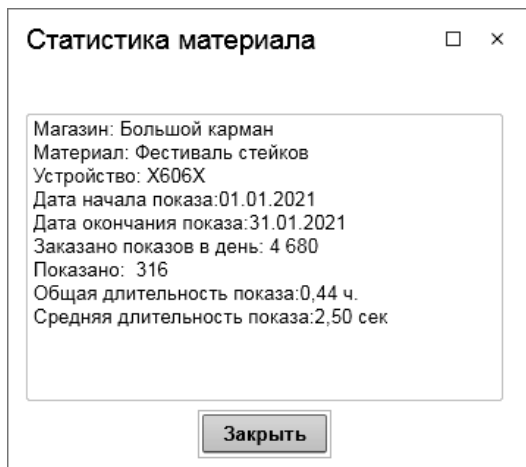 Статистика материала
Магазин: Большой карман
Материал: Фестиваль стейков
Устройство: X606X
Дата начала показа:01.01.2021
Дата окончания показа:31.01.2021
Заказано показов в день: 4 680
Показано:  316
Общая длительность показа:0,44 ч.
Средняя длительность показа:2,50 сек
Закрыть